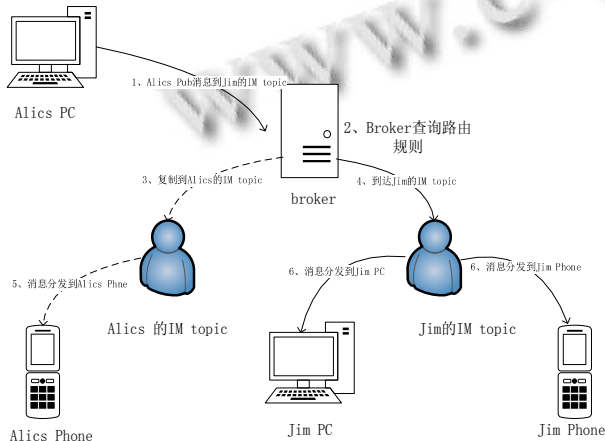 www.c
1、Alics Pub消息到Jim的IM topic
Alics PC
2、Broker查询路由
规则
3、复制到Alics的IM topic
4、到达Jim的IM topic
broker
5、消息分发到Alics Phne
6、消息分发到Jim PC
6、消息分发到Jim Phone
Alics 的IM topic
Jim的IM topic
Alics Phone
Jim PC
Jim Phone